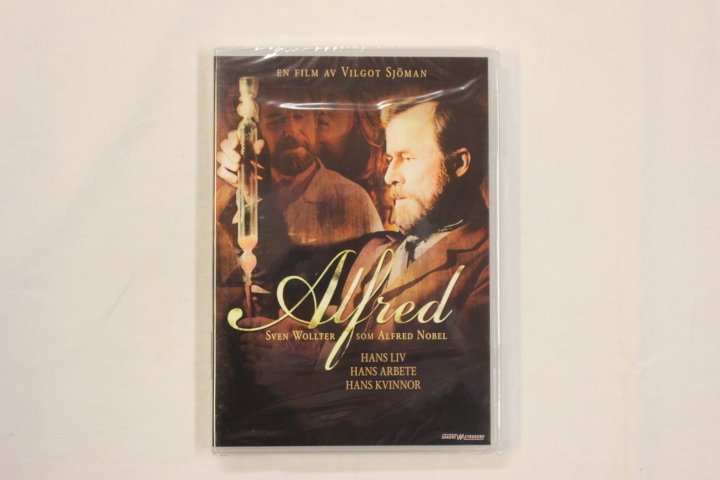 EN FILM AV VILGOT SJÖMAN
Alfred
SVEN WOLLTER SOM ALFRED NOBEL
HANS LIV
HANS ARBETE
HANS KVINNOR